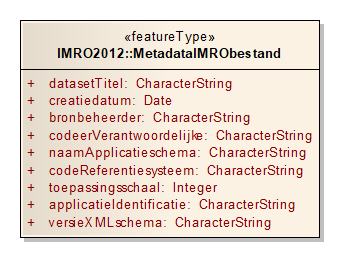 «featureType»
IMRO2012::MetadataIMRObestand
+ datasetTitel: CharacterString
+ creatiedatum: Date
+ bronbeheerder: CharacterString
+ codeerVerantwoordelijke: CharacterString
+ naamApplicatieschema: CharacterString
+ codeReferentiesysteem: CharacterString
+ toepassingsschaal: Integer
+ applicatieIdentificatie: CharacterString
+ versieXMLschema: CharacterString